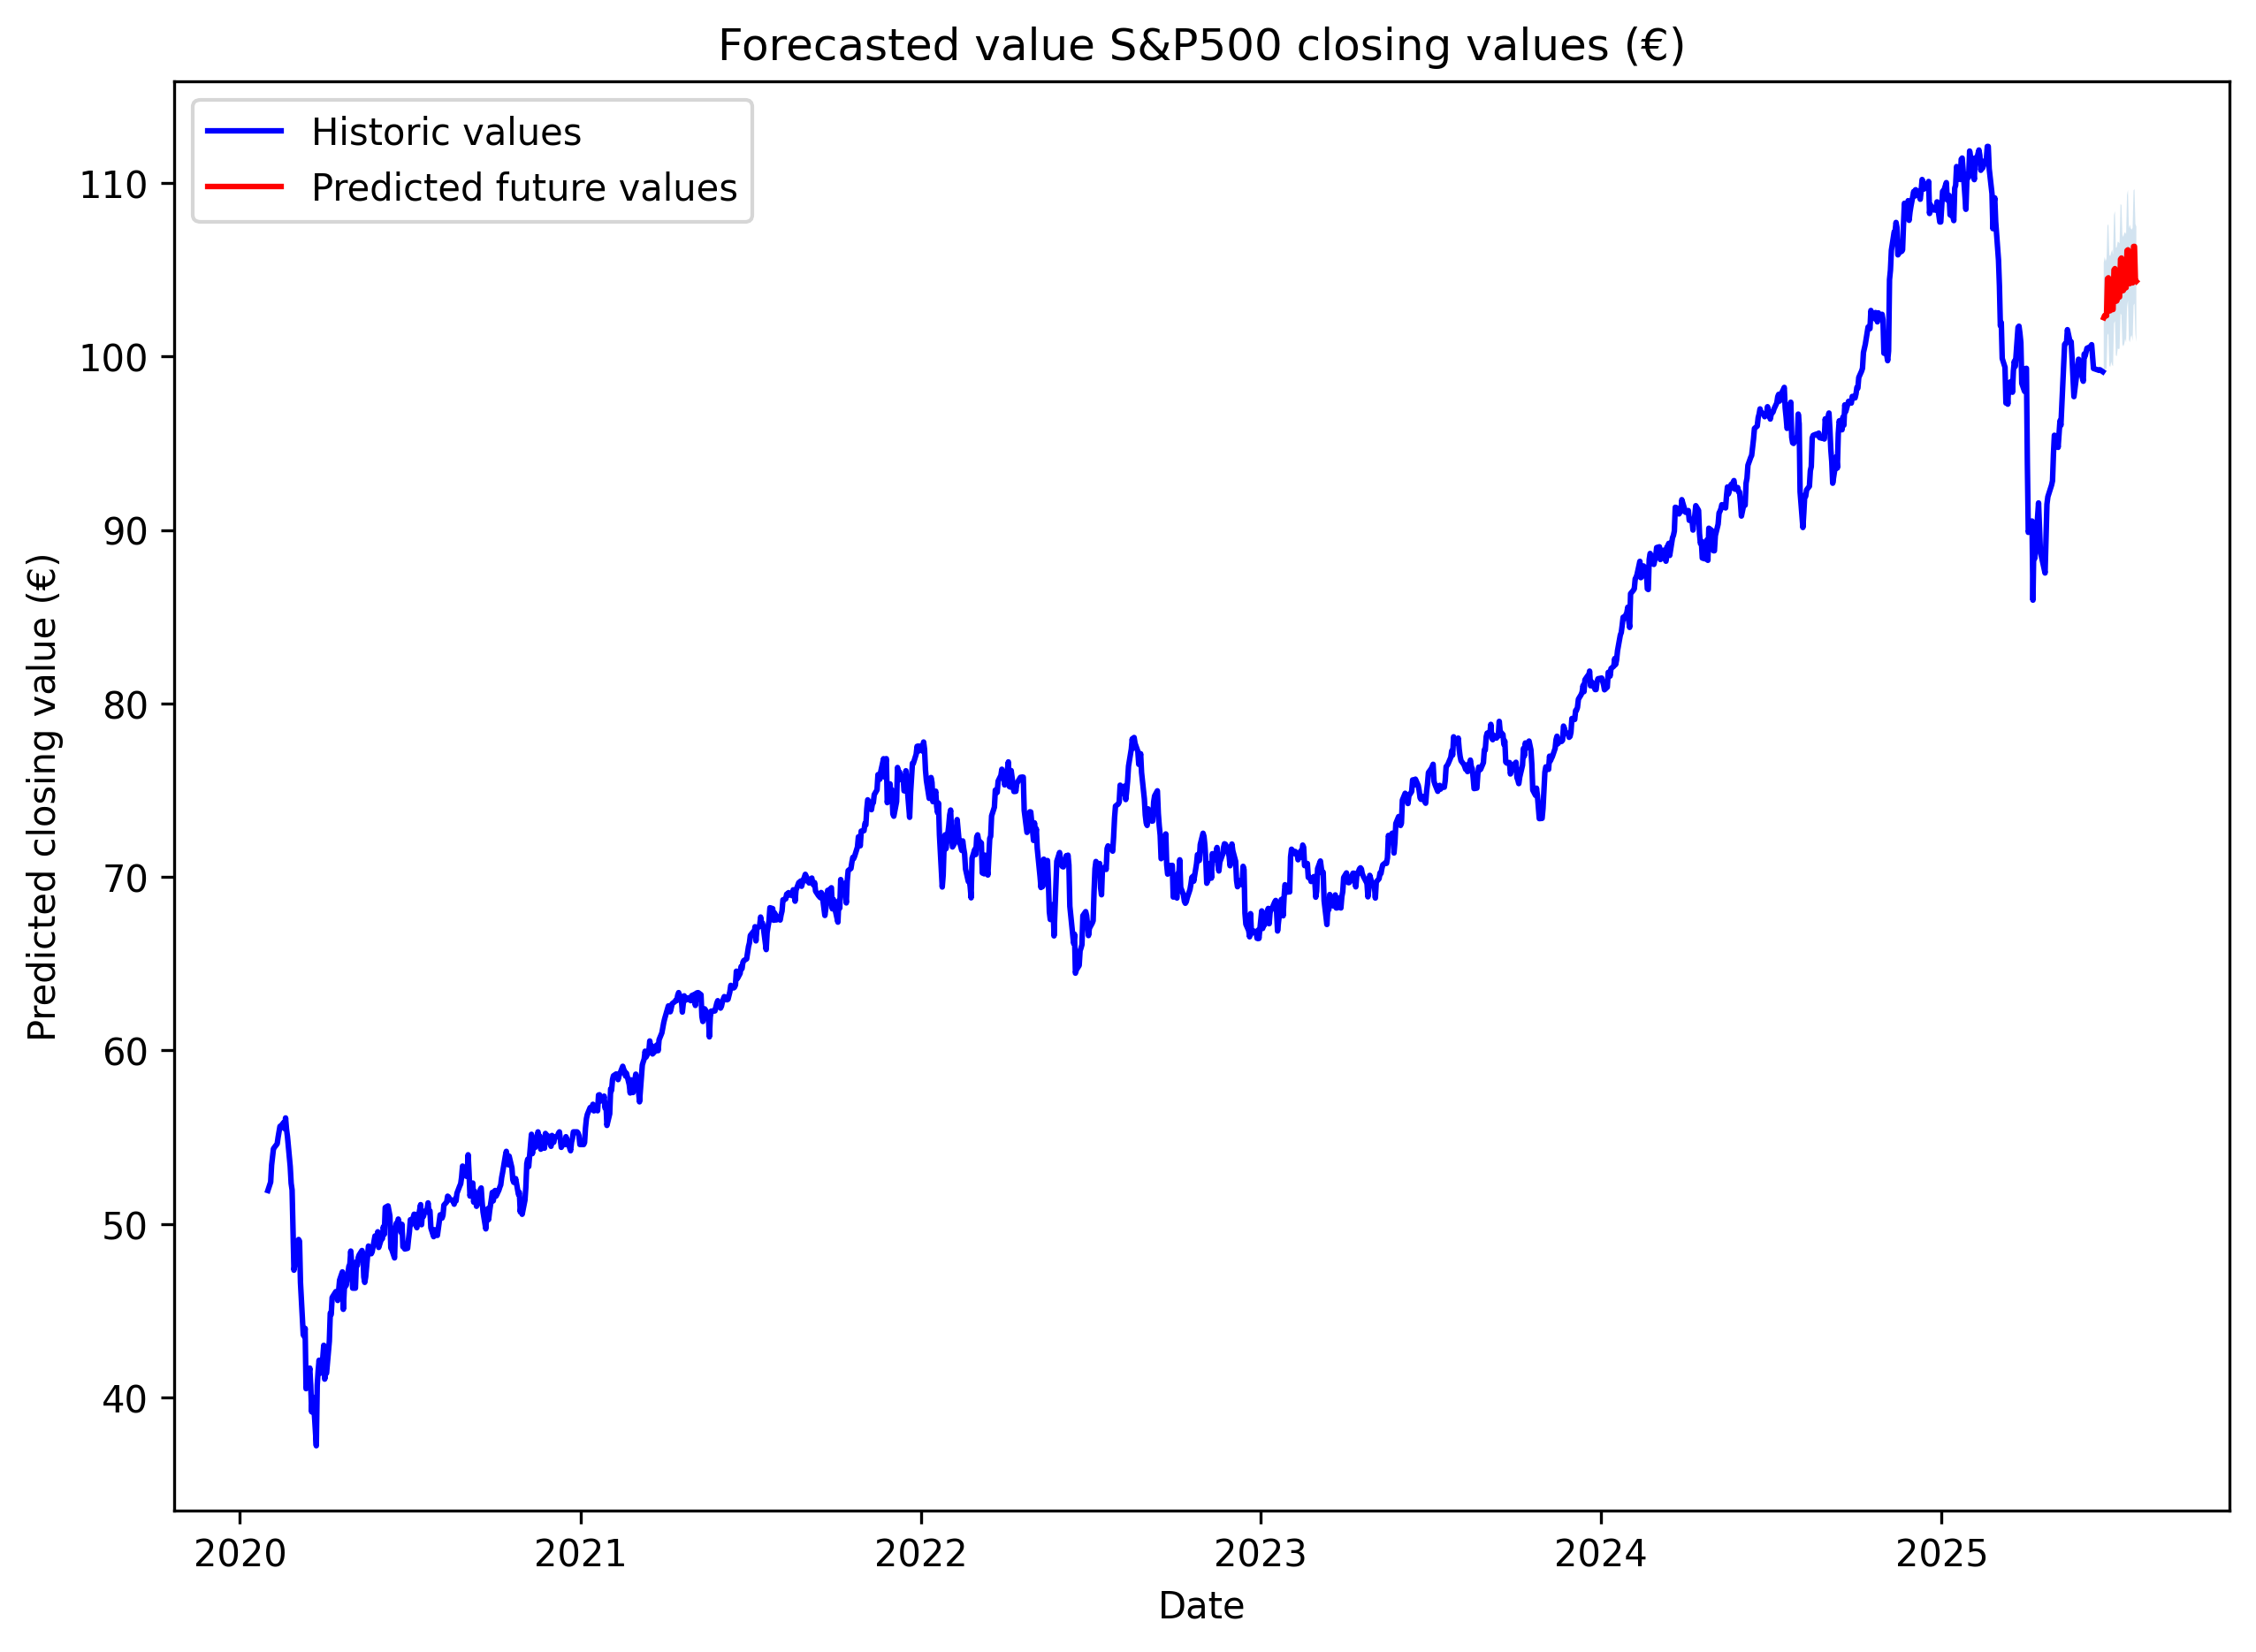 Forecasted value S&P500 closing values (€)
Historic values
Predicted future values
Predicted closing value (€)
110
100
90
80
70
60
50
40
2020
2021
2022
2023
2024
2025
Date